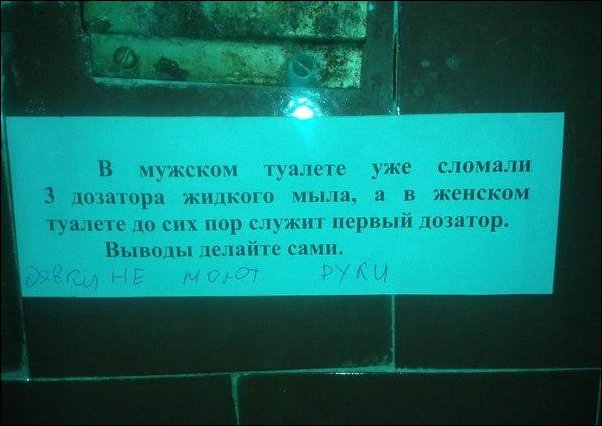 В мужском туалете уже сломали
3 дозатора жидкого мыла, а в женском
туалете до сих пор служит первый дозатор.
Выводы делайте сами.
НЕ моют РУКИ